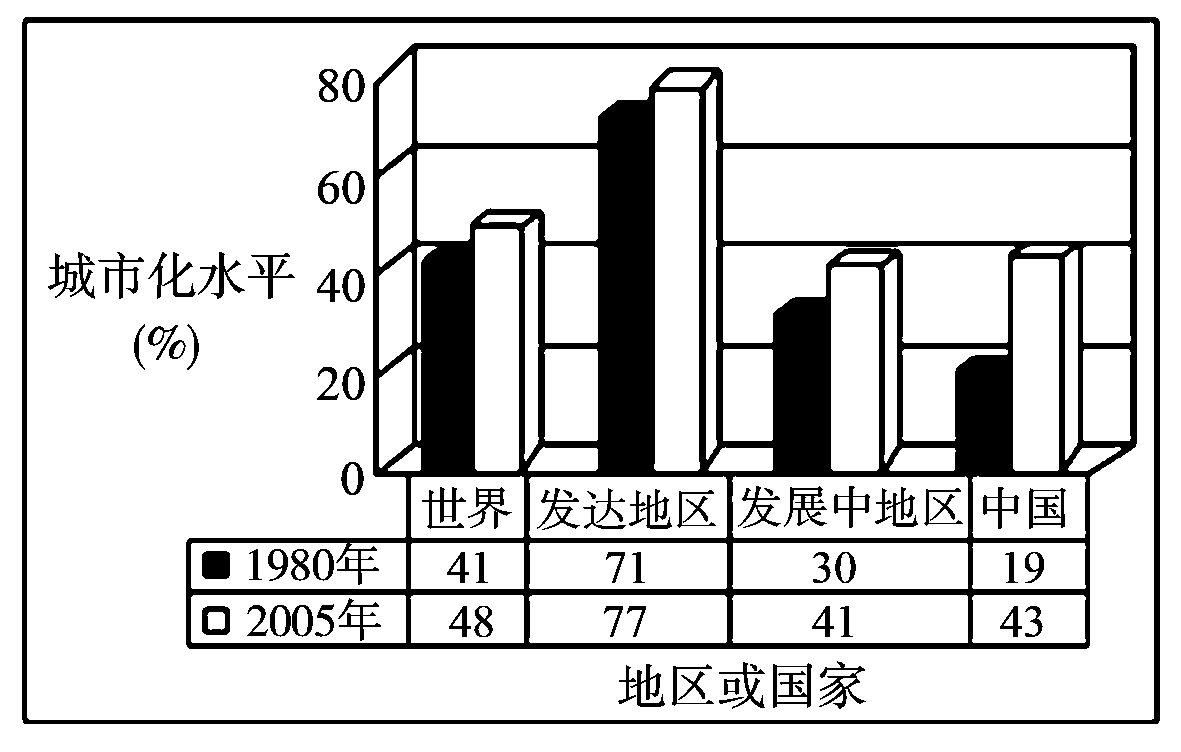 80
60
城市化水平 40
(%)
20
0
世界 发达地区 发展中地区 中国
1980年 41 71 30 19
2005年 48 77 41 43
地区或国家